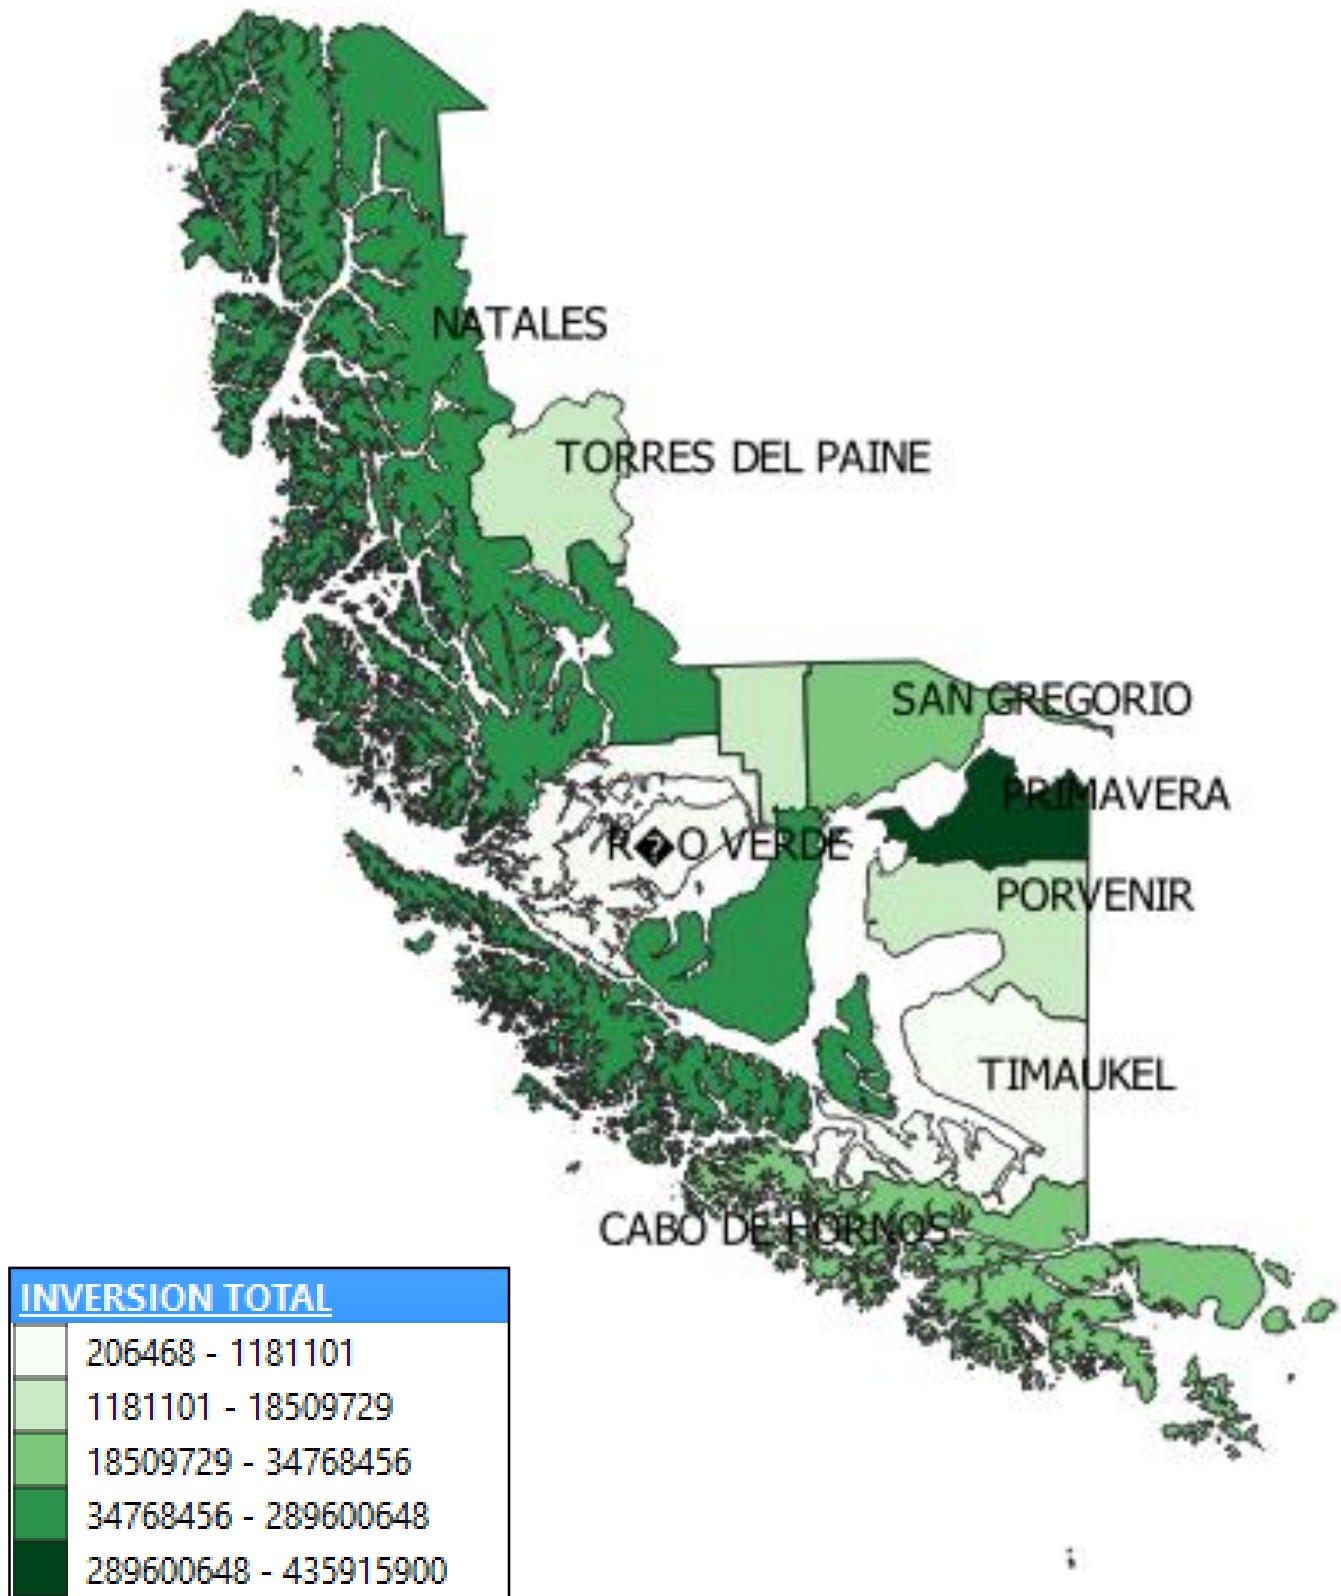 NATALES
TORRES DEL PAINE
SAN GREGORIO
PRIMAVERA
R�O VERDE
PORVENIR
TIMAUKEL
CABO DE HORNOS
INVERSION TOTAL
206468 - 1181101
1181101 - 18509729
18509729 - 34768456
34768456 - 289600648
289600648 - 435915900